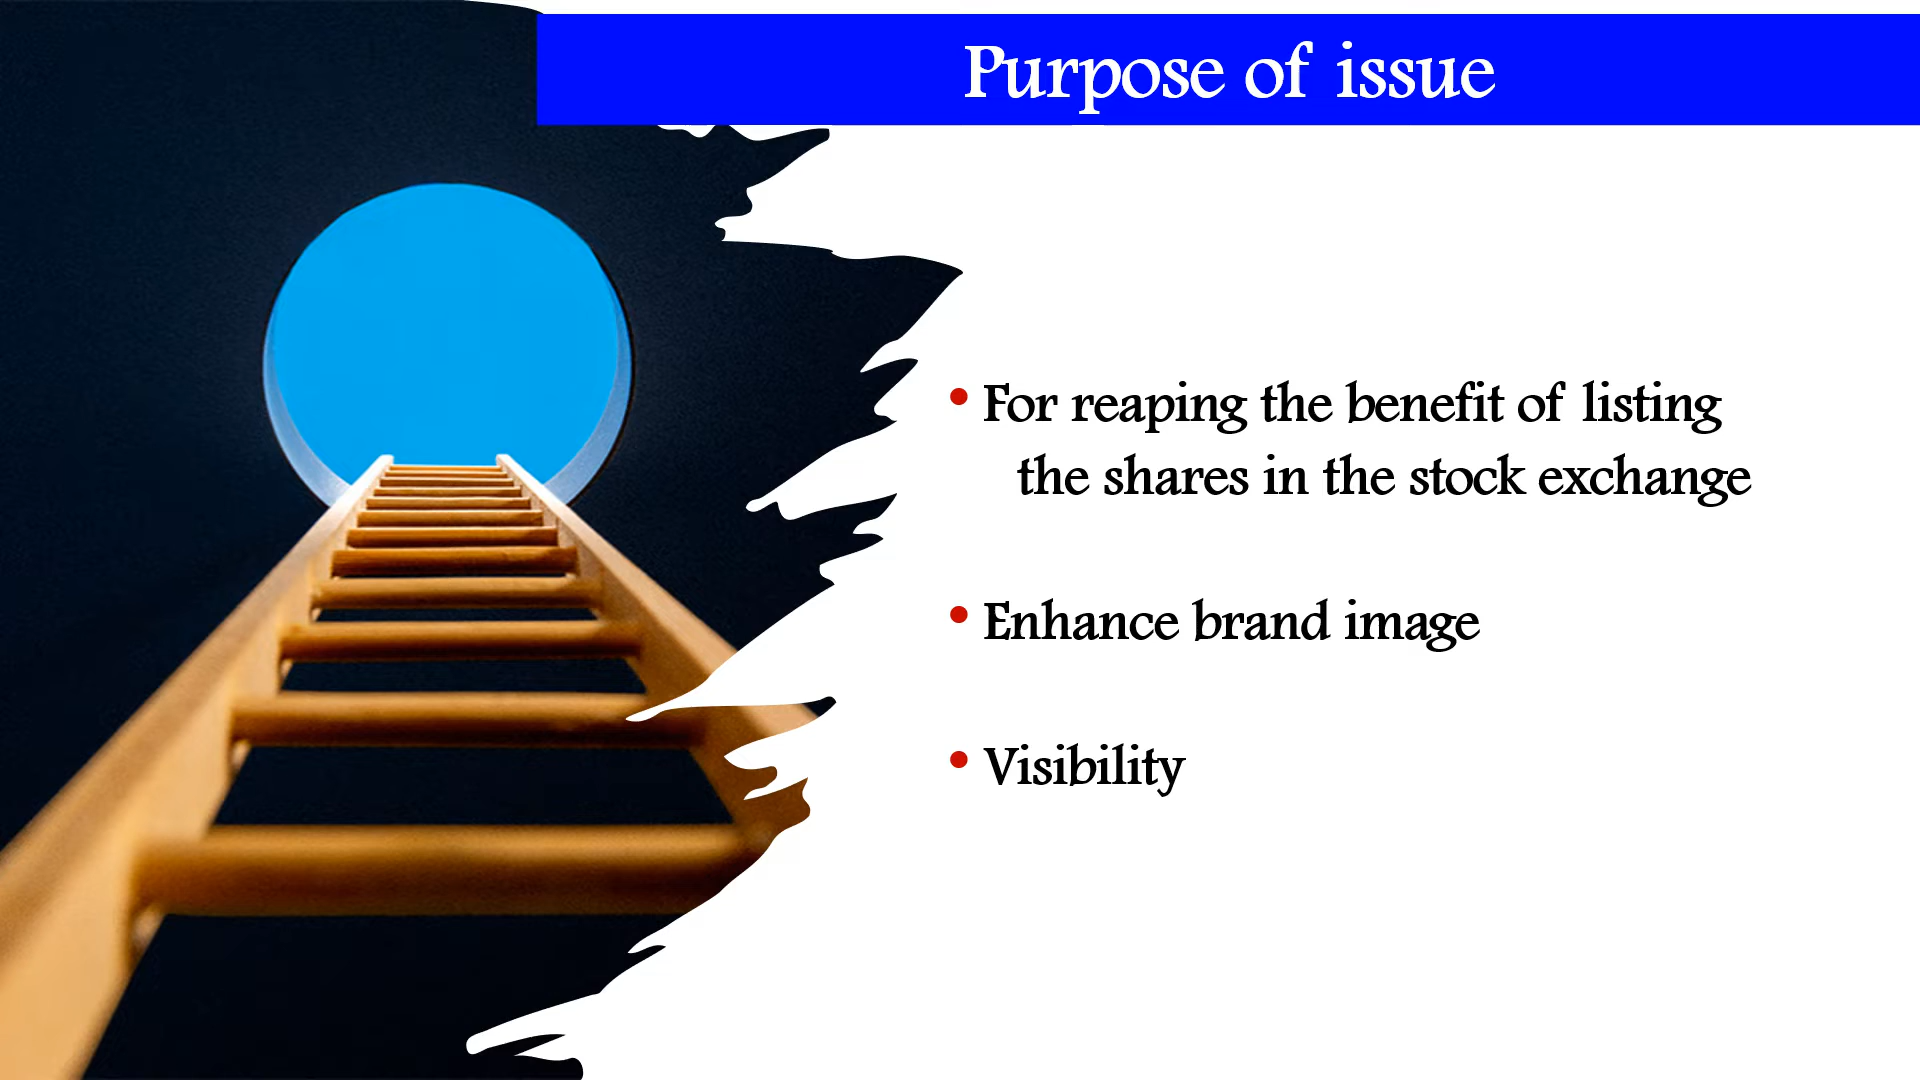 Purpose of issue
• For reaping the benefit of listing
the shares in the stock exchange
• Enhance brand image
• Visibility